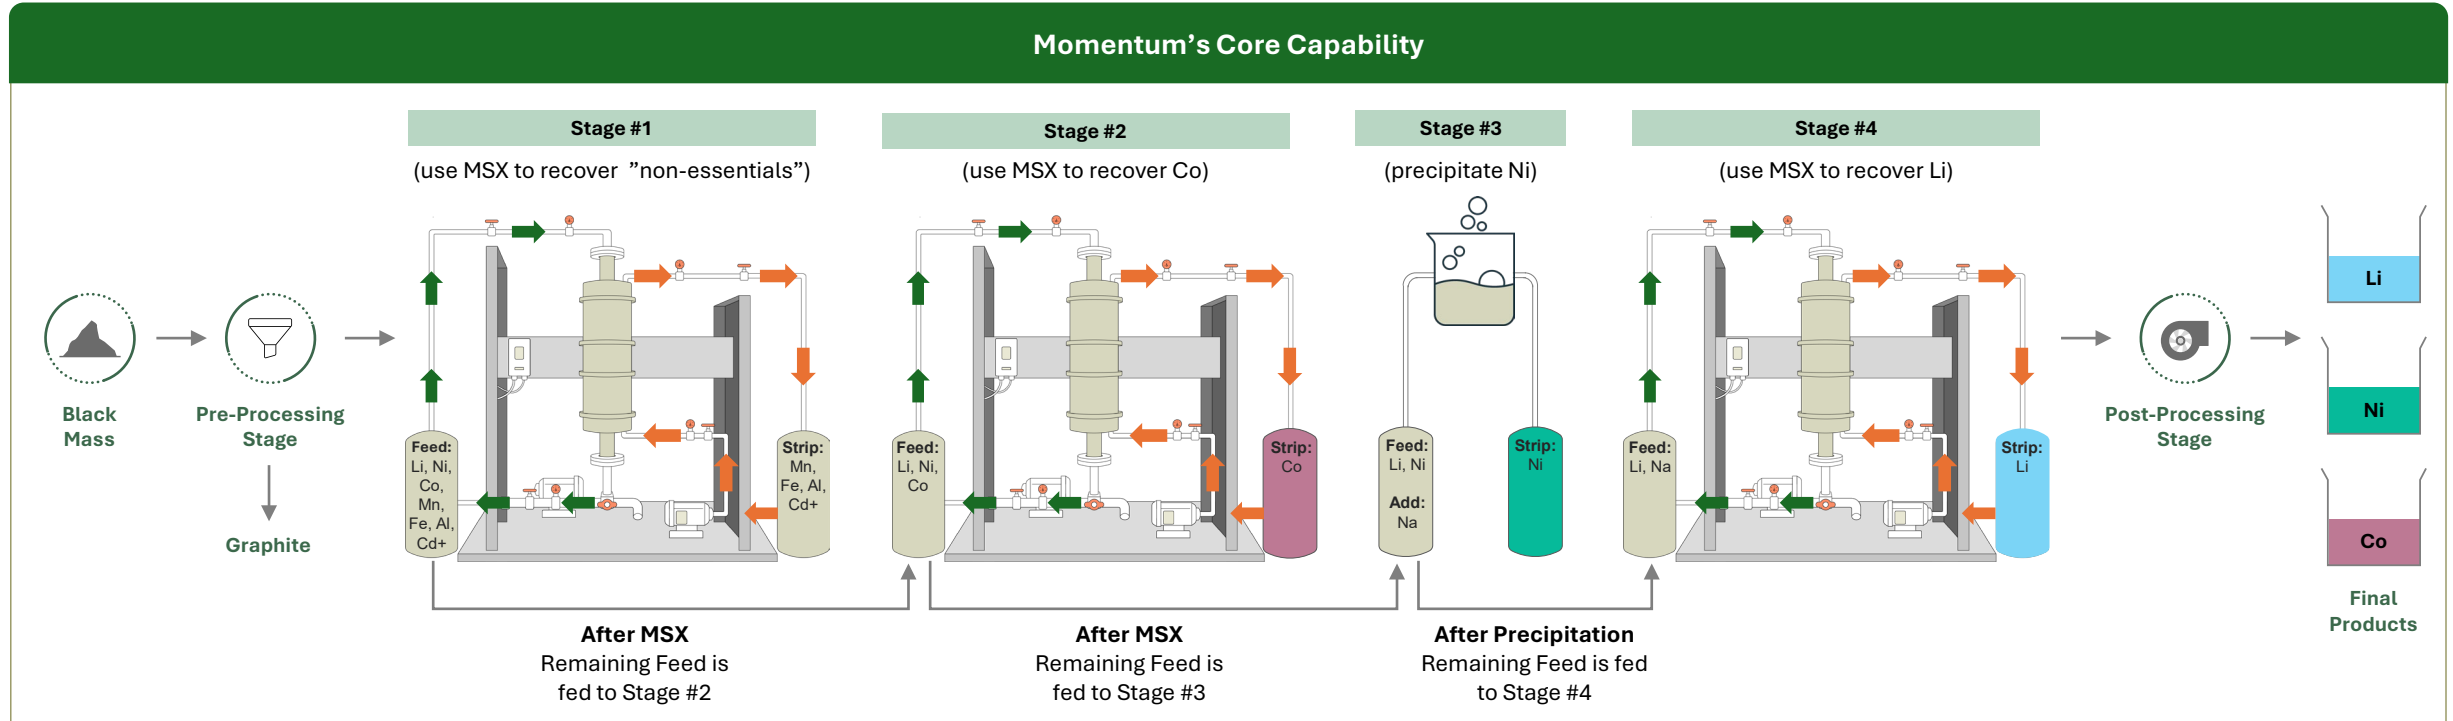 Momentum's Core Capability
Stage #1
(use MSX to recover ”non-essentials”)
Stage #2
(use MSX to recover Co)
Stage #3
(precipitate Ni)
Stage #4
(use MSX to recover Li)
Black
Mass
Pre-Processing
Stage
Graphite
Feed:
Li, Ni,
Co,
Mn,
Fe, Al,
Cd+
Strip:
Mn,
Fe, Al,
Cd+
After MSX
Remaining Feed is
fed to Stage #2
Feed:
Li, Ni,
Co
Strip:
Co
After MSX
Remaining Feed is
fed to Stage #3
Feed:
Li, Ni
Add:
Na
Strip:
Ni
After Precipitation
Remaining Feed is fed
to Stage #4
Feed:
Li, Na
Strip:
Li
Post-Processing
Stage
Li
Ni
Co
Final
Products